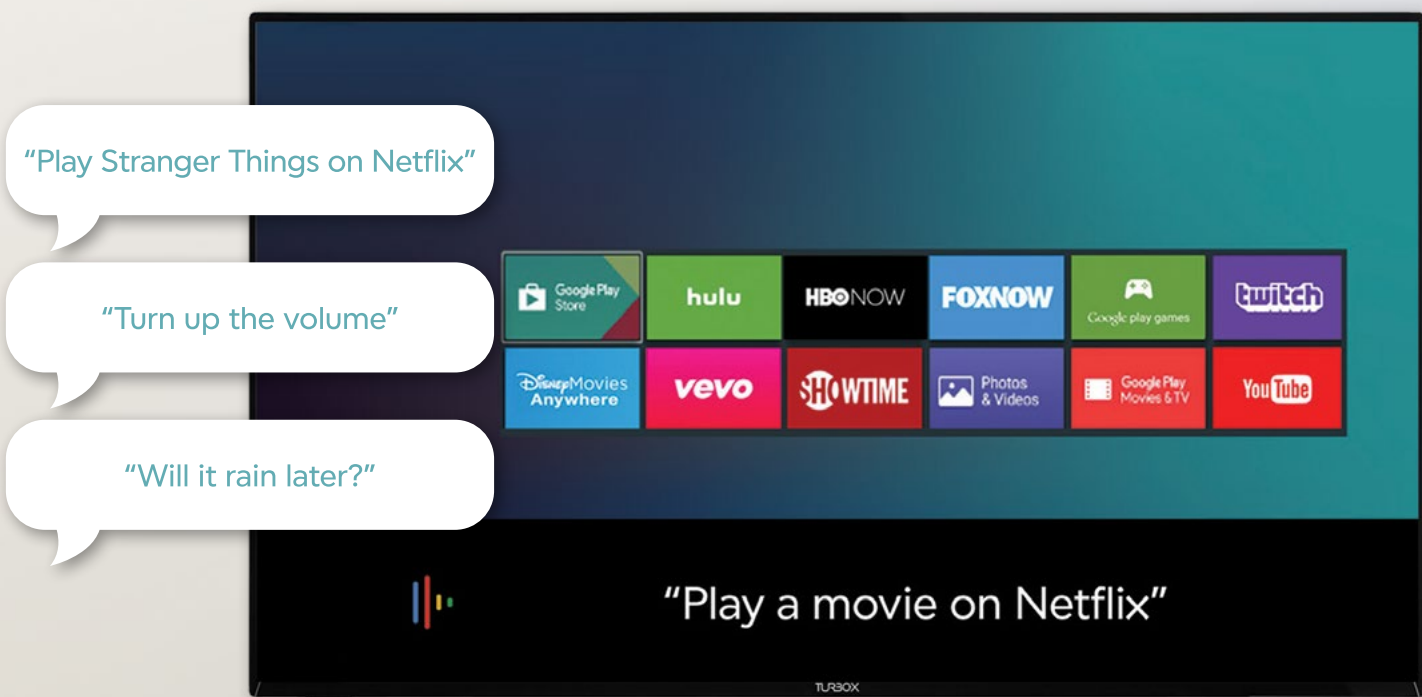 “Play Stranger Things on Netflix”
“Turn up the volume”
“Will it rain later?”
Google Play
Store
hulu
HBONOW
FOXNOW
Google play games
twitch
DisneyMovies
Anywhere
vevo
SHOWTIME
Photos
& Videos
Google Play
Movies & TV
YouTube
“Play a movie on Netflix”
TURBOX